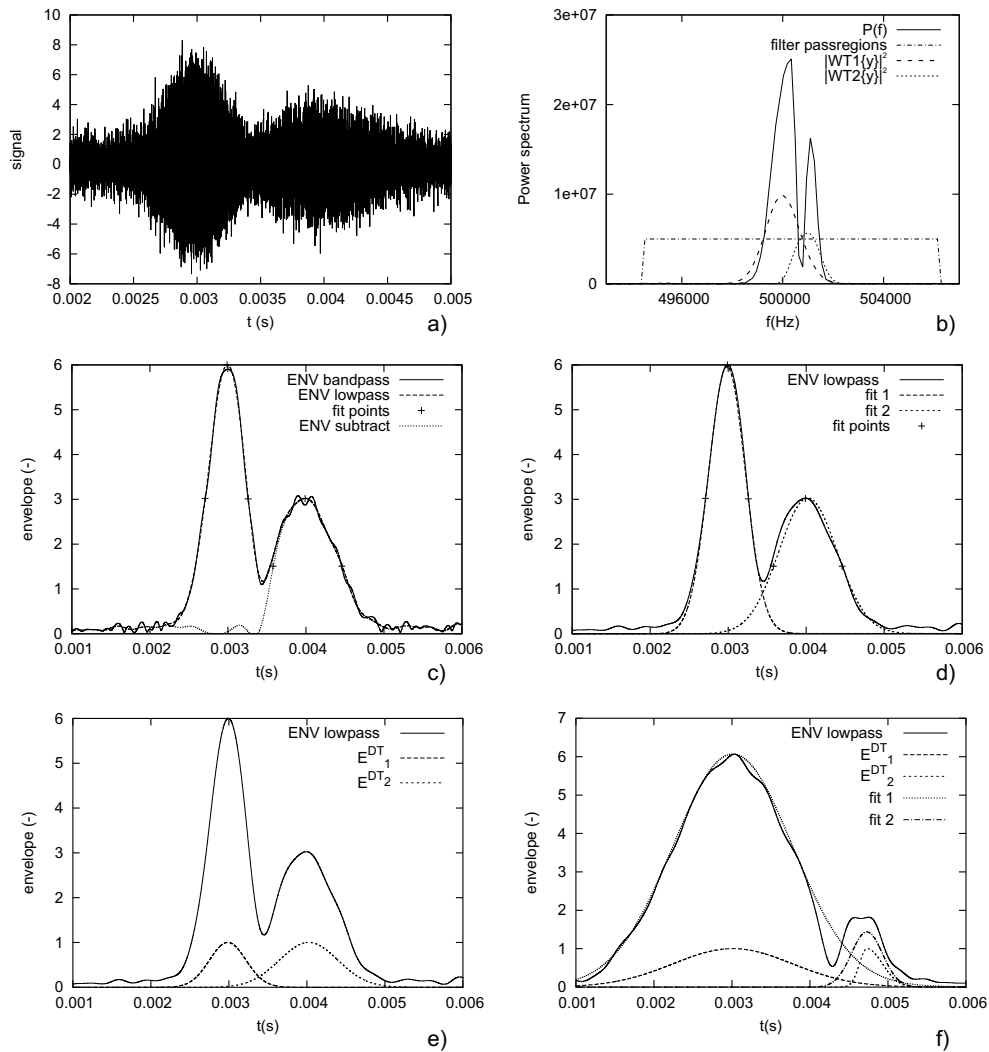 10
8
6
4
2
0
-2
-4
-6
-8
signal
0.002 0.0025 0.003 0.0035 0.004 0.0045 0.005
t (s)
a)
3e+07
2e+07
1e+07
0
Power spectrum
P(f)
filter passregions
|WT1{y}|²
|WT2{y}|²
496000 500000 504000
f(Hz)
b)
6
5
4
3
2
1
0
envelope (-)
ENV bandpass
ENV lowpass
fit points
ENV subtract
0.001 0.002 0.003 0.004 0.005 0.006
t(s)
c)
6
5
4
3
2
1
0
envelope (-)
ENV lowpass
fit 1
fit 2
fit points
0.001 0.002 0.003 0.004 0.005 0.006
t(s)
d)
6
5
4
3
2
1
0
envelope (-)
ENV lowpass
E^DT_1
E^DT_2
0.001 0.002 0.003 0.004 0.005 0.006
t(s)
e)
7
6
5
4
3
2
1
0
envelope (-)
ENV lowpass
E^DT_1
E^DT_2
fit 1
fit 2
0.001 0.002 0.003 0.004 0.005 0.006
t(s)
f)